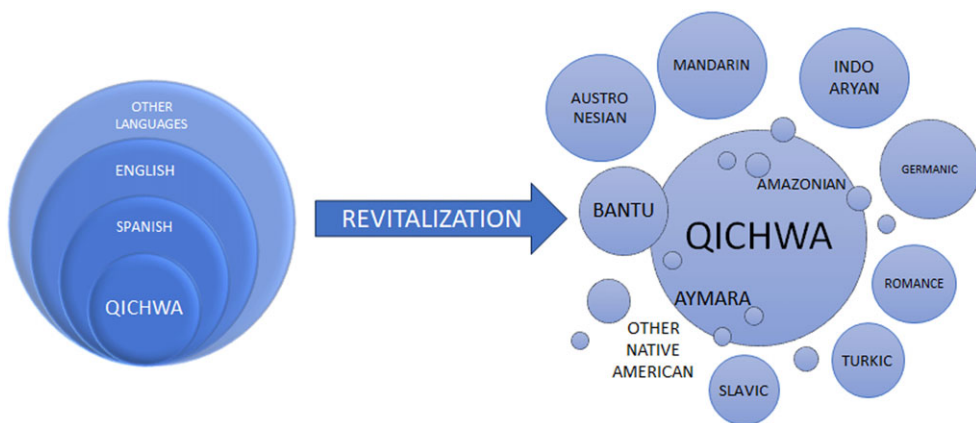 OTHER
LANGUAGES
ENGLISH
SPANISH
QICHWA
REVITALIZATION
MANDARIN
INDO
ARYAN
AUSTRO
NESIAN
GERMANIC
AMAZONIAN
BANTU
QICHWA
ROMANCE
AYMARA
OTHER
NATIVE
AMERICAN
TURKIC
SLAVIC